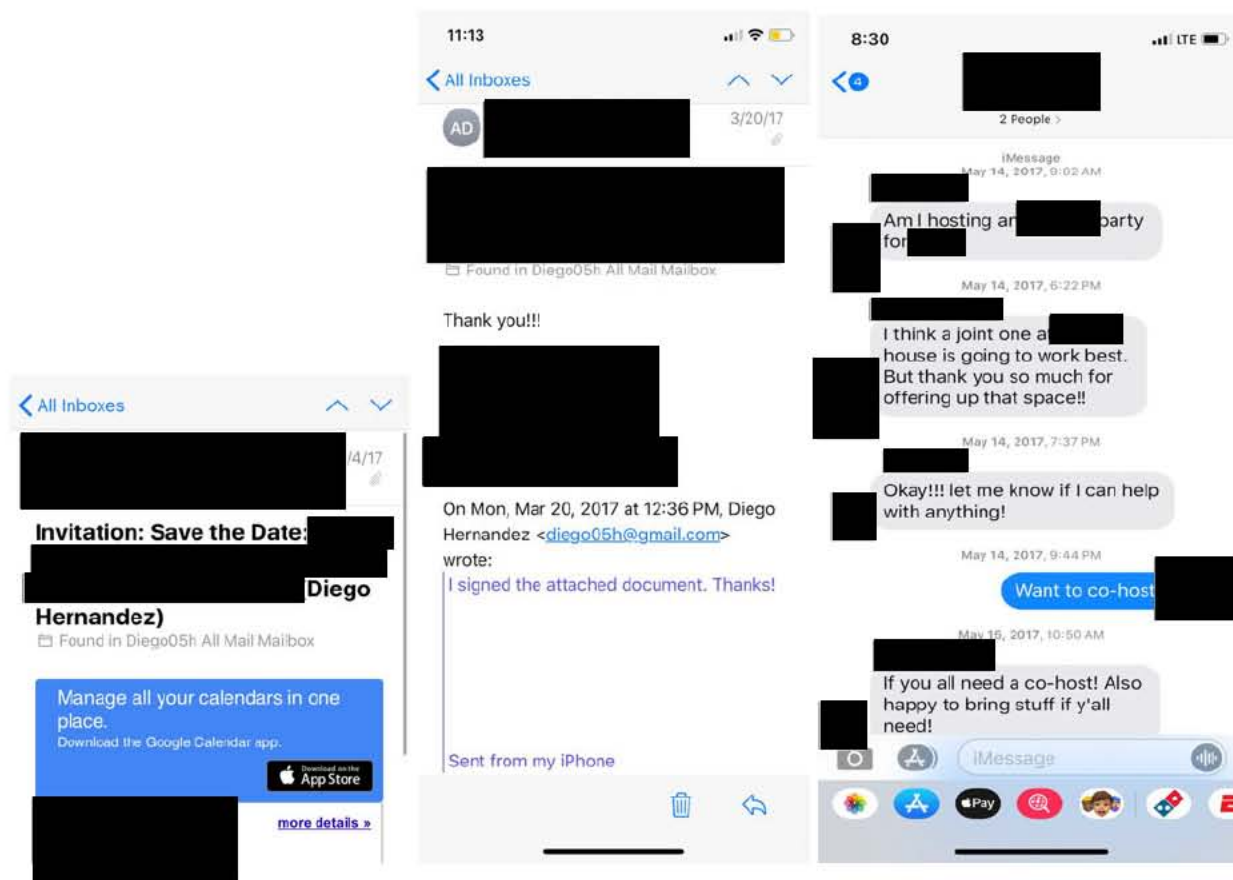 All Inboxes
/4/17
Invitation: Save the Date:
Diego
Hernandez)
Found in Diego05h All Mail Mailbox
Manage all your calendars in one
place.
Download the Google Calendar app.
Download on the
App Store
more details »
11:13
All Inboxes
AD
3/20/17
Found in Diego05h All Mail Mailbox
Thank you!!!
On Mon, Mar 20, 2017 at 12:36 PM, Diego
Hernandez <diego05h@gmail.com>
wrote:
I signed the attached document. Thanks!
Sent from my iPhone
8:30
LTE
4
2 People >
iMessage
May 14, 2017, 9:02 AM
Am I hosting an party
for
May 14, 2017, 6:22 PM
I think a joint one at
house is going to work best.
But thank you so much for
offering up that space!!
May 14, 2017, 7:37 PM
Okay!!! let me know if I can help
with anything!
May 14, 2017, 9:44 PM
Want to co-host
10:50 AM
If you all need a co-host! Also
happy to bring stuff if y'all
need!
iMessage
Pay